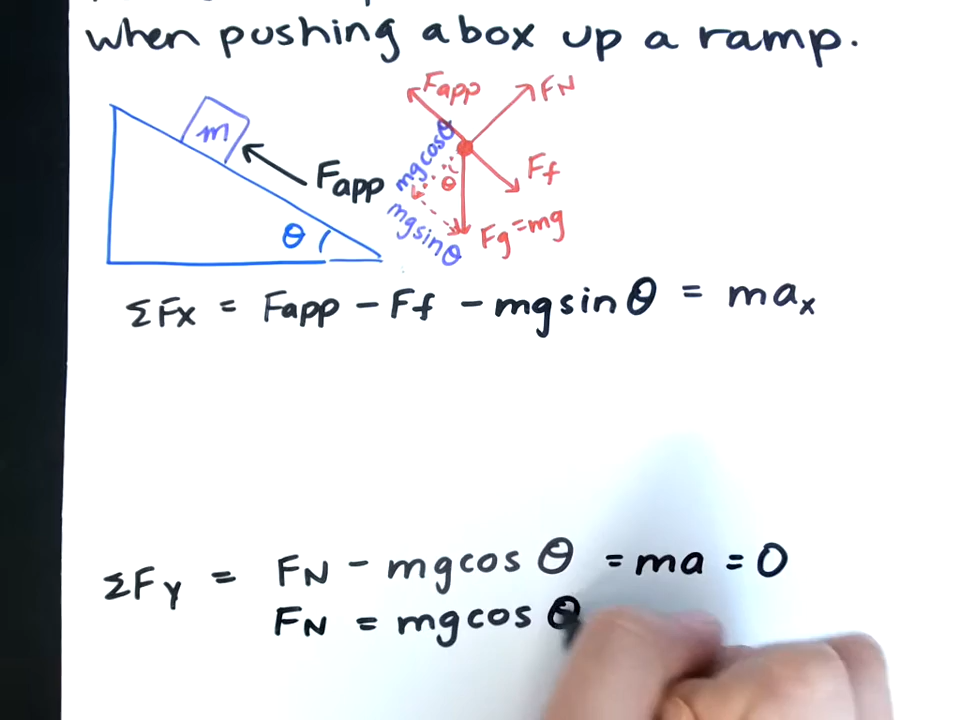 when pushing a box up a ramp.
Fapp
FN
m
mgcosθ
Ff
Fapp
θ
mgsinθ
Fg=mg
θ
ΣFx = Fapp - Ff - mgsinθ = max
ΣFy = FN - mgcosθ = ma = 0
FN = mgcosθ